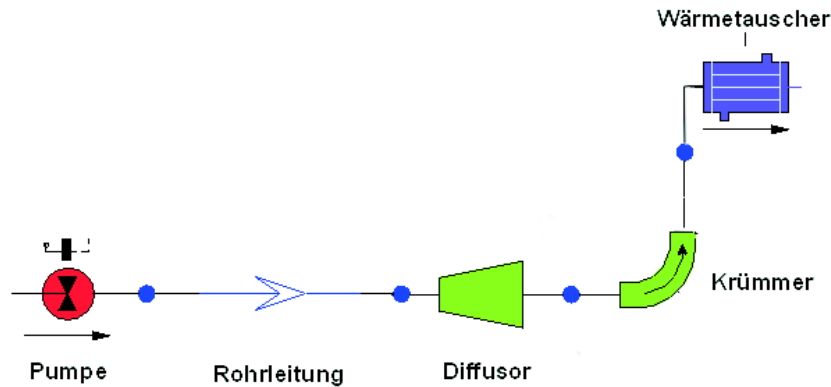 Wärmetauscher
Krümmer
Pumpe
Rohrleitung
Diffusor